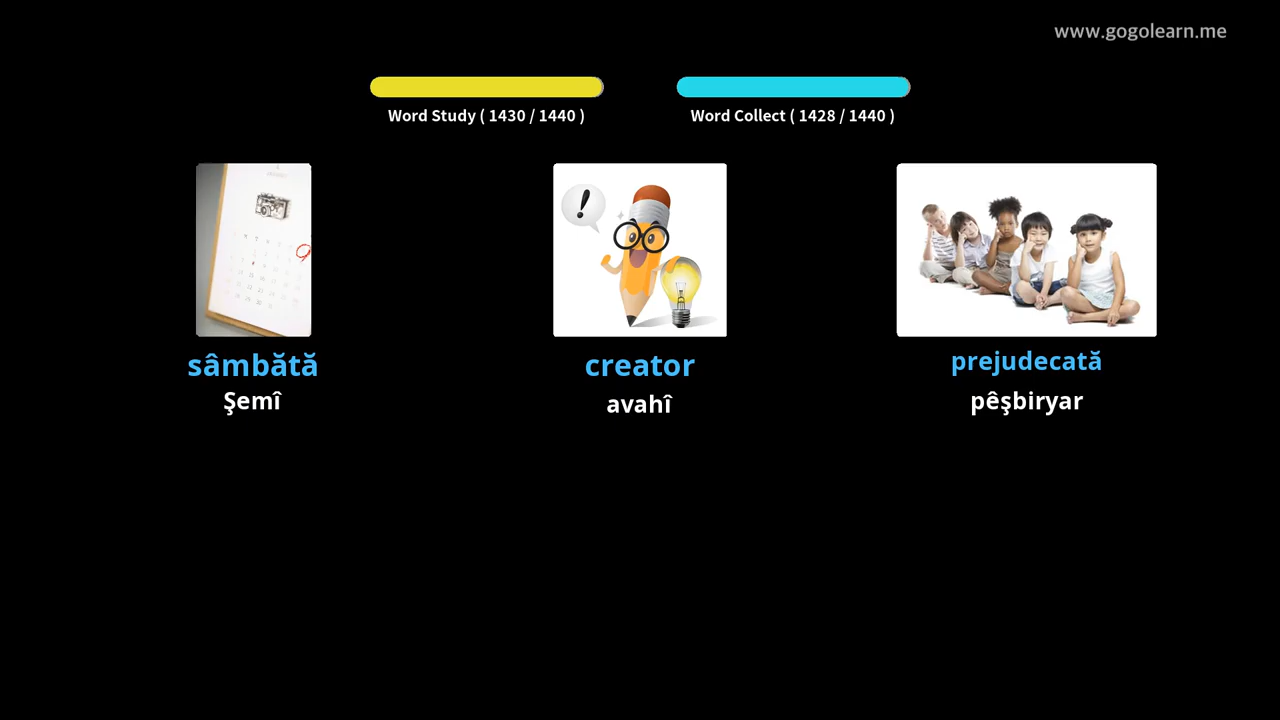 www.gogolearn.me
Word Study ( 1430 / 1440 )
Word Collect ( 1428 / 1440 )
sâmbătă
creator
prejudecată
Şemî
avahî
pêşbiryar